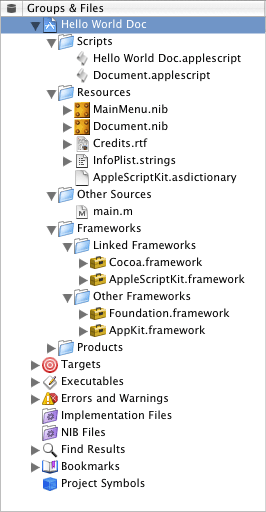 Groups & Files
Hello World Doc
Scripts
Hello World Doc.applescript
Document.applescript
Resources
MainMenu.nib
Document.nib
Credits.rtf
InfoPlist.strings
AppleScriptKit.asdictionary
Other Sources
main.m
Frameworks
Linked Frameworks
Cocoa.framework
AppleScriptKit.framework
Other Frameworks
Foundation.framework
AppKit.framework
Products
Targets
Executables
Errors and Warnings
Implementation Files
NIB Files
Find Results
Bookmarks
Project Symbols